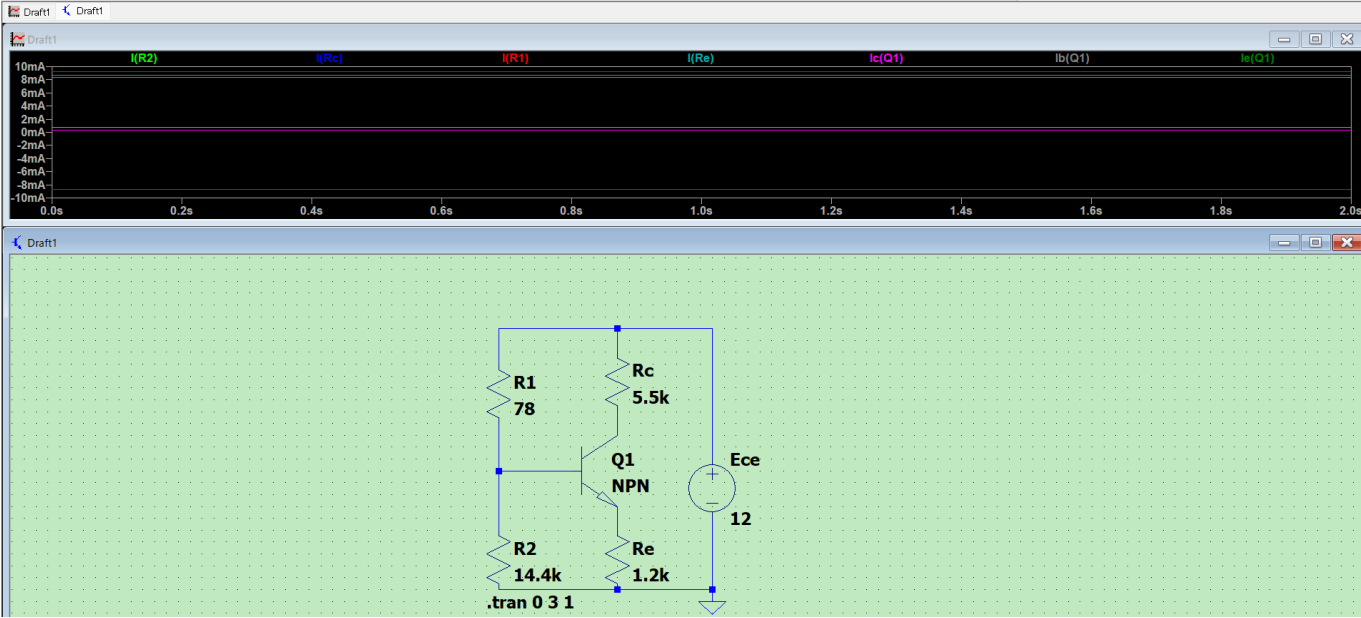 Draft1 Draft1
Draft1
I(R2) I(Rc) I(R1) I(Re) Ic(Q1) Ib(Q1) Ie(Q1)
10mA
8mA
6mA
4mA
2mA
0mA
-2mA
-4mA
-6mA
-8mA
-10mA
0.0s 0.2s 0.4s 0.6s 0.8s 1.0s 1.2s 1.4s 1.6s 1.8s 2.0s
Draft1
R1
78
Rc
5.5k
Q1
NPN
Ece
12
R2
14.4k
Re
1.2k
.tran 0 3 1